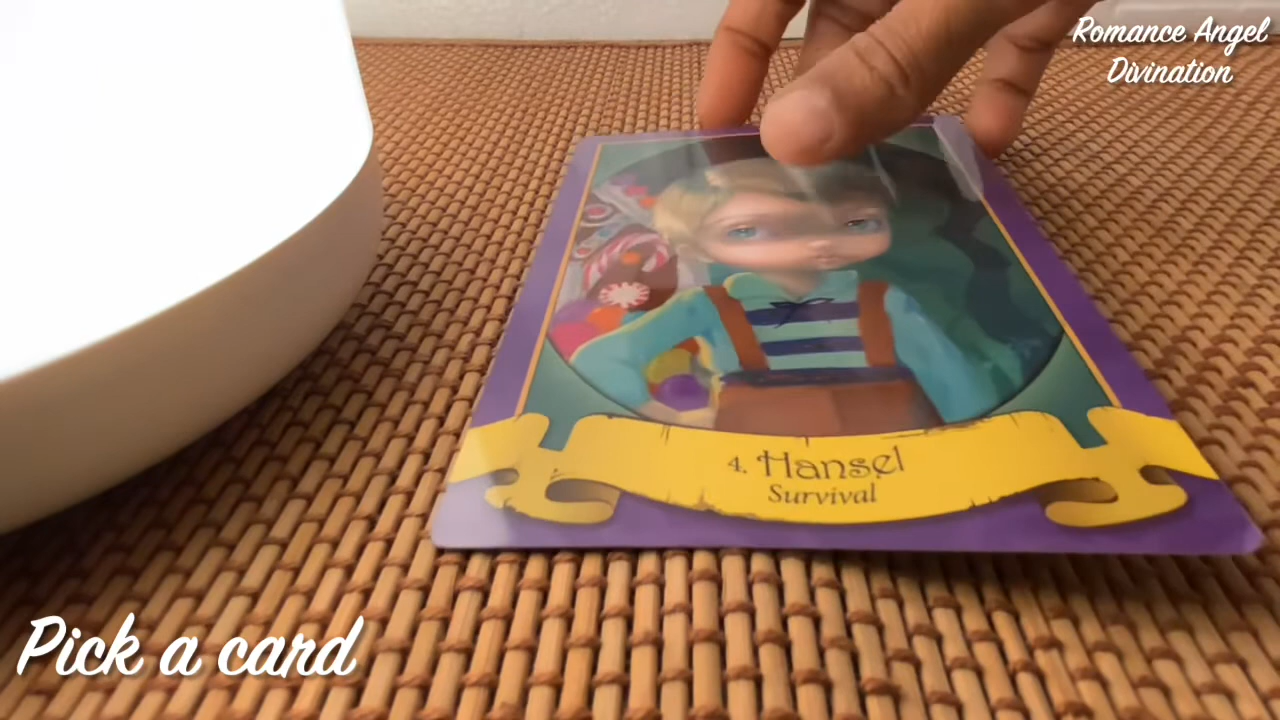 Romance Angel
Divination
4. Hansel
Survival
Pick a card